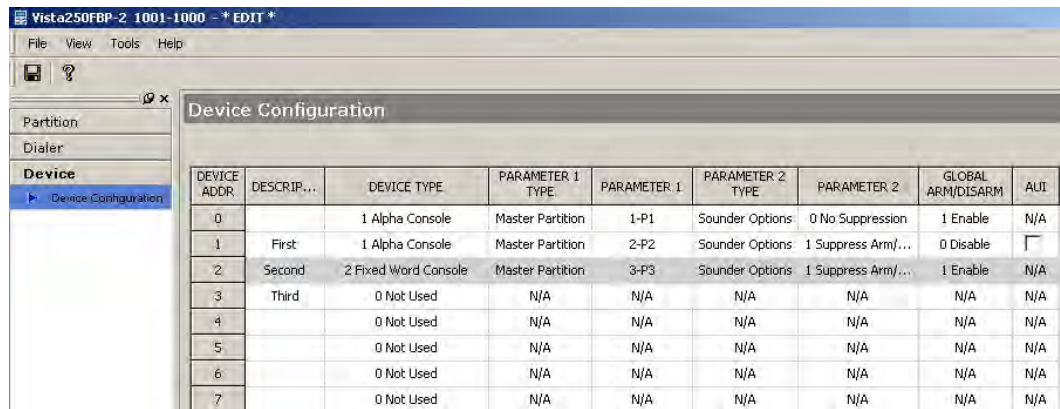 Vista250FBP-2 1001-1000 - * EDIT *
File View Tools Help
Partition
Dialer
Device
Device Configuration
Device Configuration
DEVICE ADDR DESCRIP... DEVICE TYPE PARAMETER 1 TYPE PARAMETER 1 PARAMETER 2 TYPE PARAMETER 2 GLOBAL ARM/DISARM AUI
0 1 Alpha Console Master Partition 1-P1 Sounder Options 0 No Suppression 1 Enable N/A
1 First 1 Alpha Console Master Partition 2-P2 Sounder Options 1 Suppress Arm/... 0 Disable
2 Second 2 Fixed Word Console Master Partition 3-P3 Sounder Options 1 Suppress Arm/... 1 Enable N/A
3 Third 0 Not Used N/A N/A N/A N/A N/A N/A
4 0 Not Used N/A N/A N/A N/A N/A N/A
5 0 Not Used N/A N/A N/A N/A N/A N/A
6 0 Not Used N/A N/A N/A N/A N/A N/A
7 0 Not Used N/A N/A N/A N/A N/A N/A